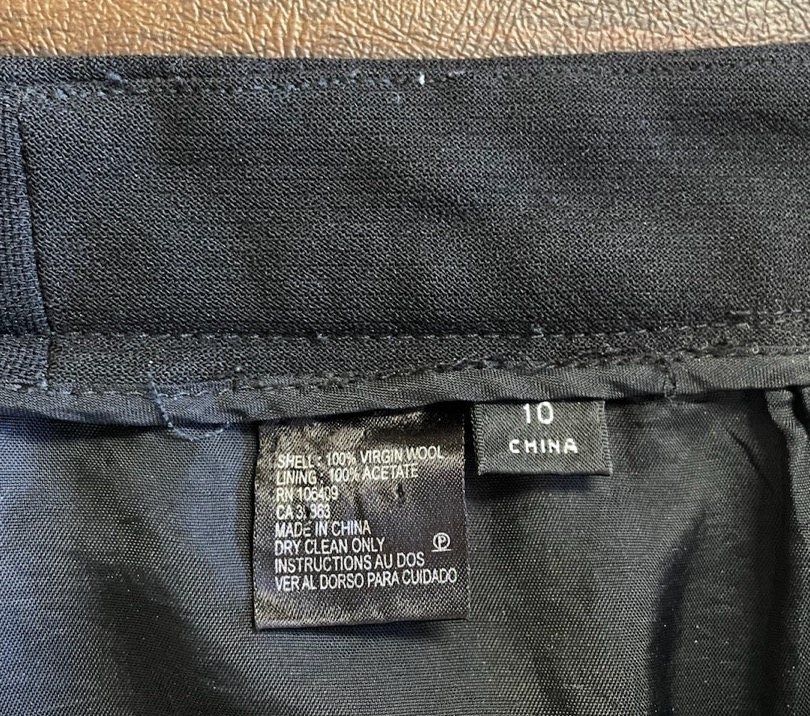 SHELL : 100% VIRGIN WOOL
LINING : 100% ACETATE
RN 106409
CA
MADE IN CHINA
DRY CLEAN ONLY
P
INSTRUCTIONS AU DOS
VER AL DORSO PARA CUIDADO
10
CHINA